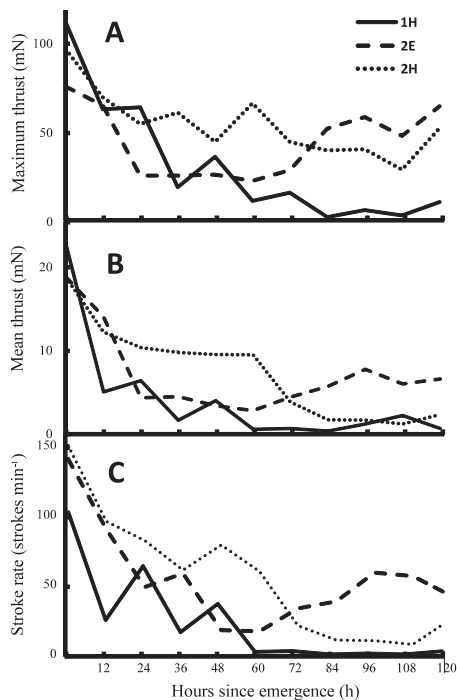 A
1H
2E
2H
Maximum thrust (mN)
100
50
0
B
Mean thrust (mN)
20
10
0
C
Stroke rate (strokes min⁻¹)
150
100
50
0
12 24 36 48 60 72 84 96 108 120
Hours since emergence (h)